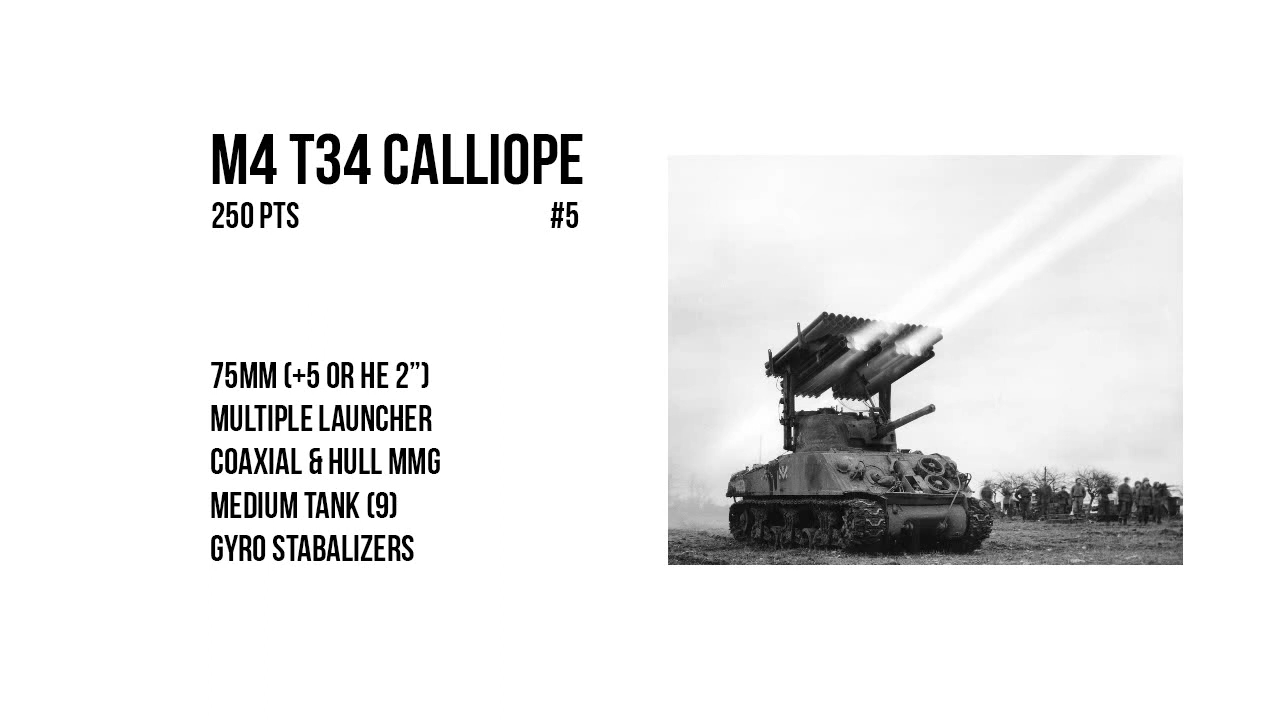 M4 T34 CALLIOPE
250 PTS #5
75MM (+5 OR HE 2”)
MULTIPLE LAUNCHER
COAXIAL & HULL MMG
MEDIUM TANK (9)
GYRO STABALIZERS